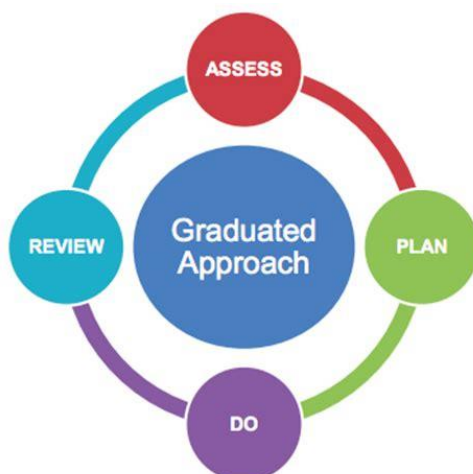 ASSESS
REVIEW
Graduated
Approach
PLAN
DO